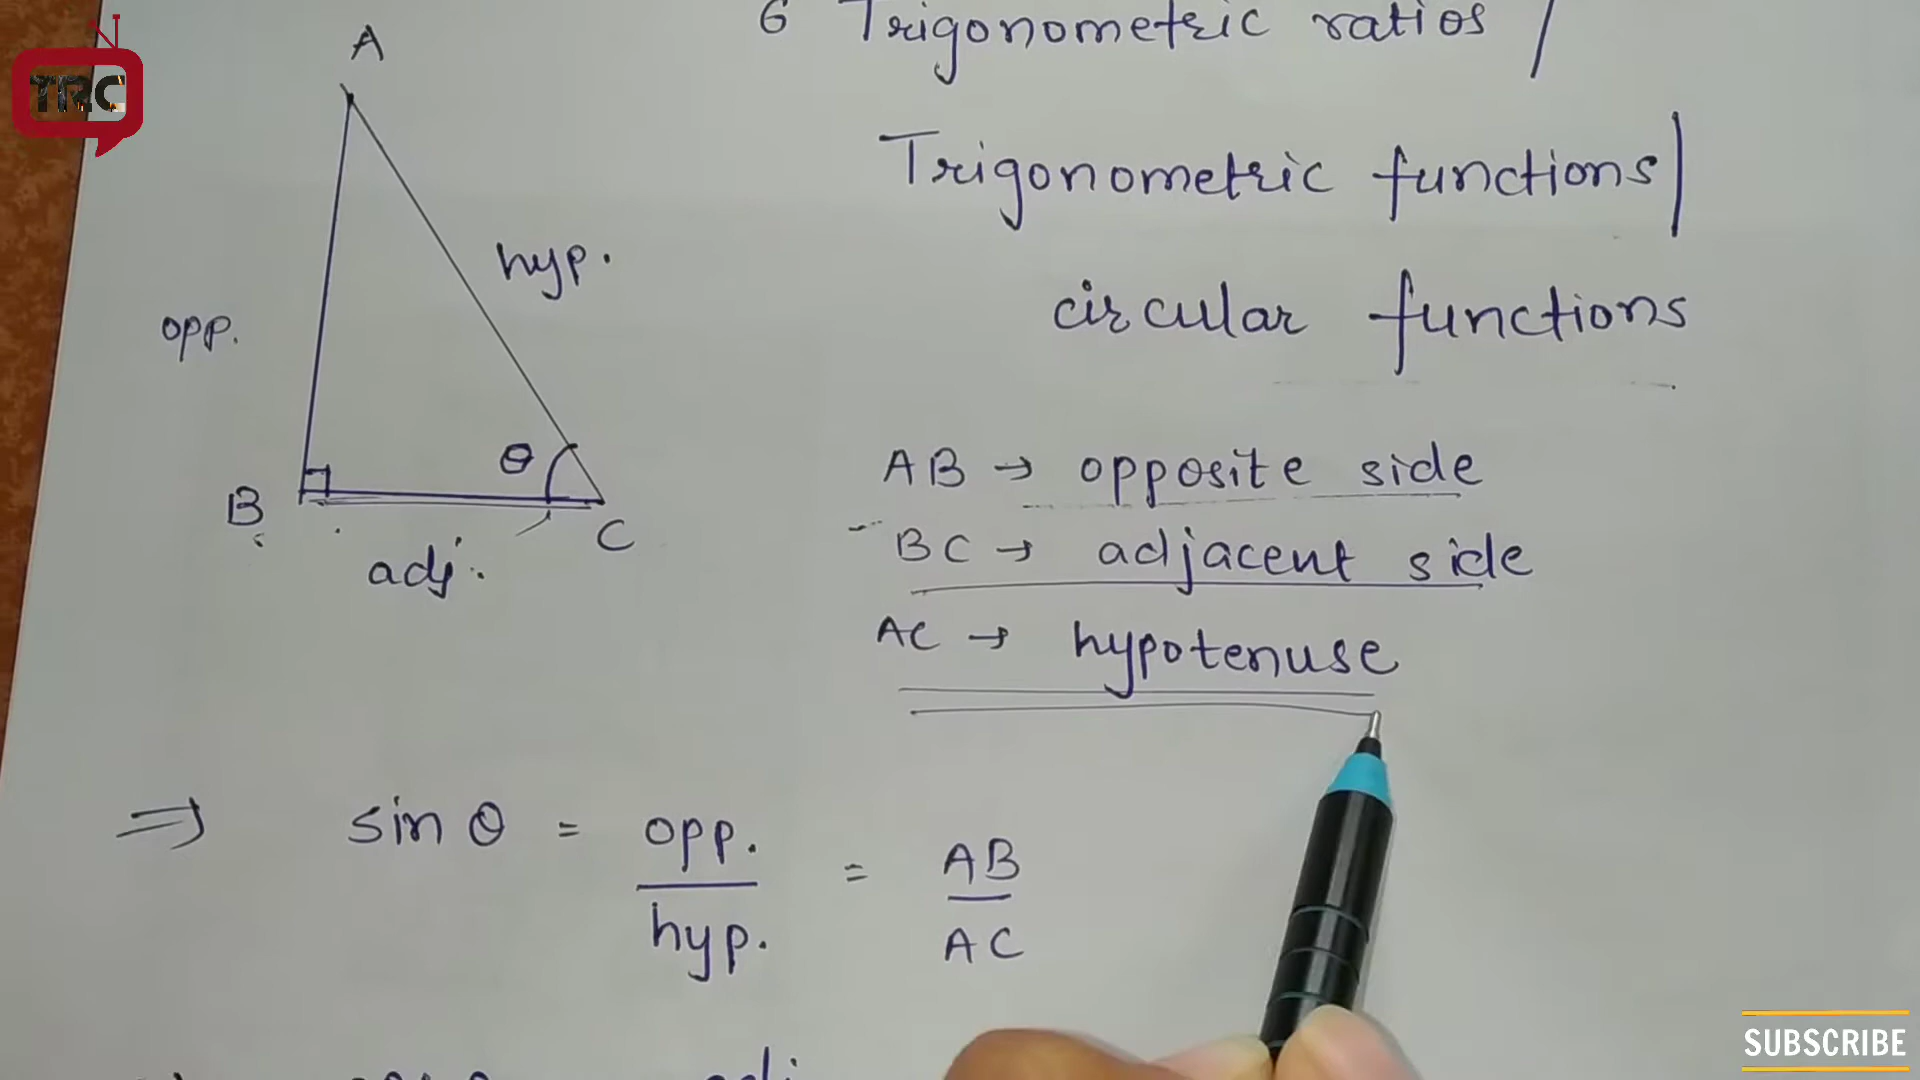 TRC
6 Trigonometric ratios /
Trigonometric functions /
circular functions
A
hyp.
opp.
θ
B
C
adj.
AB → opposite side
BC → adjacent side
AC → hypotenuse
⇒ sin θ = opp. / hyp. = AB / AC
adj
SUBSCRIBE